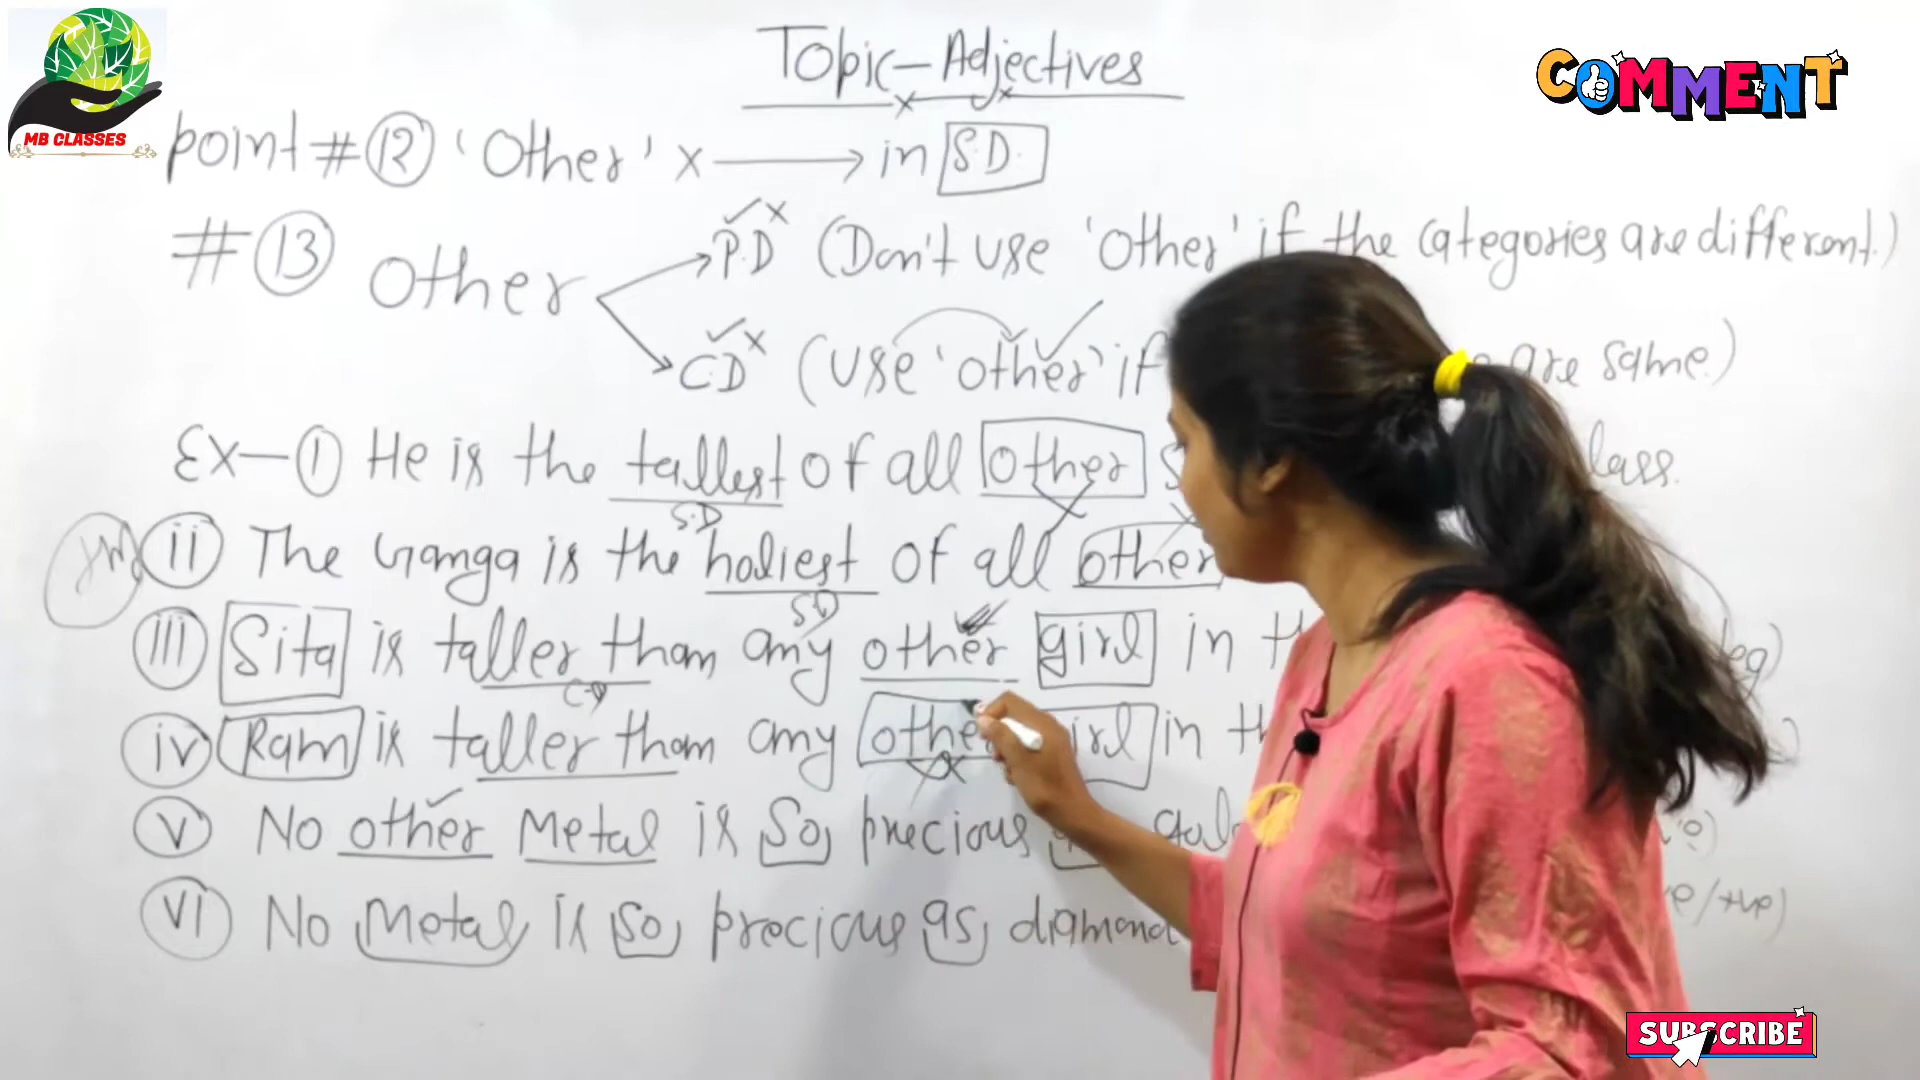 MB CLASSES
COMMENT
Topic-Adjectives
point # 12 'Other' x → in S.D.
# 13 Other
P.D (Don't use 'Other' if the categories are different.)
C.D (Use 'other' if are same.)
Ex-① He is the tallest of all other class.
S.D
ii The Ganga is the holiest of all other
S.D
iii Sita is taller than any other girl in
C.D
iv Ram is taller than any other girl in
v No other Metal is so precious
vi No Metal is so precious as diamond
ve/+ve)
SUBSCRIBE